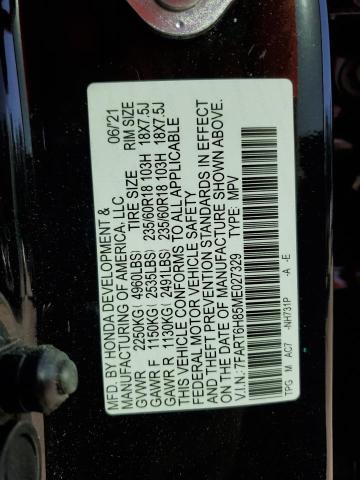 MFD. BY HONDA DEVELOPMENT & 06/'21
MANUFACTURING OF AMERICA, LLC
TIRE SIZE RIM SIZE
GVWR 2250KG (4960LBS)
GAWR F 1150KG (2535LBS) 235/60R18 103H 18X7.5J
GAWR R 1130KG (2491LBS) 235/60R18 103H 18X7.5J
THIS VEHICLE CONFORMS TO ALL APPLICABLE
FEDERAL MOTOR VEHICLE SAFETY
AND THEFT PREVENTION STANDARDS IN EFFECT
ON THE DATE OF MANUFACTURE SHOWN ABOVE.
V.I.N.:7FART6H85ME027329 TYPE: MPV
TPG M AC7 -NH731P -A -E